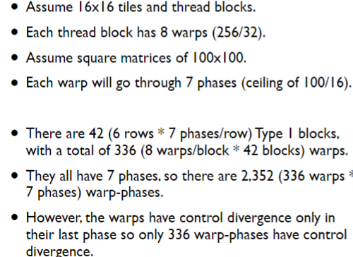 • Assume 16x16 tiles and thread blocks.
• Each thread block has 8 warps (256/32).
• Assume square matrices of 100x100.
• Each warp will go through 7 phases (ceiling of 100/16).
• There are 42 (6 rows * 7 phases/row) Type 1 blocks,
with a total of 336 (8 warps/block * 42 blocks) warps.
• They all have 7 phases, so there are 2,352 (336 warps *
7 phases) warp-phases.
• However, the warps have control divergence only in
their last phase so only 336 warp-phases have control
divergence.